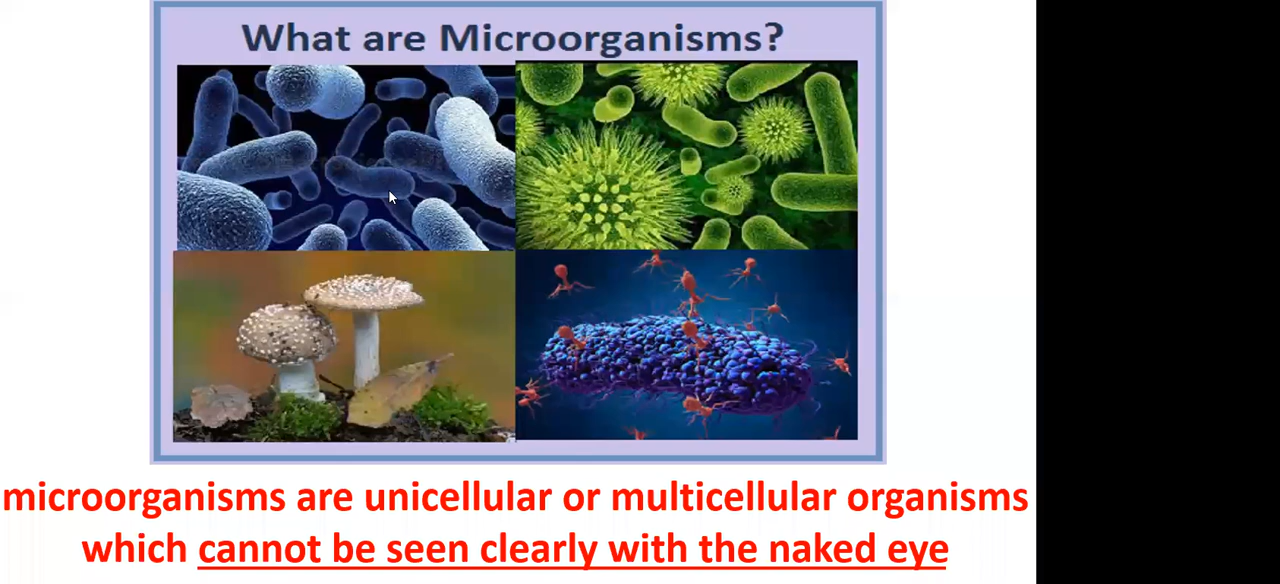 What are Microorganisms?
microorganisms are unicellular or multicellular organisms
which cannot be seen clearly with the naked eye